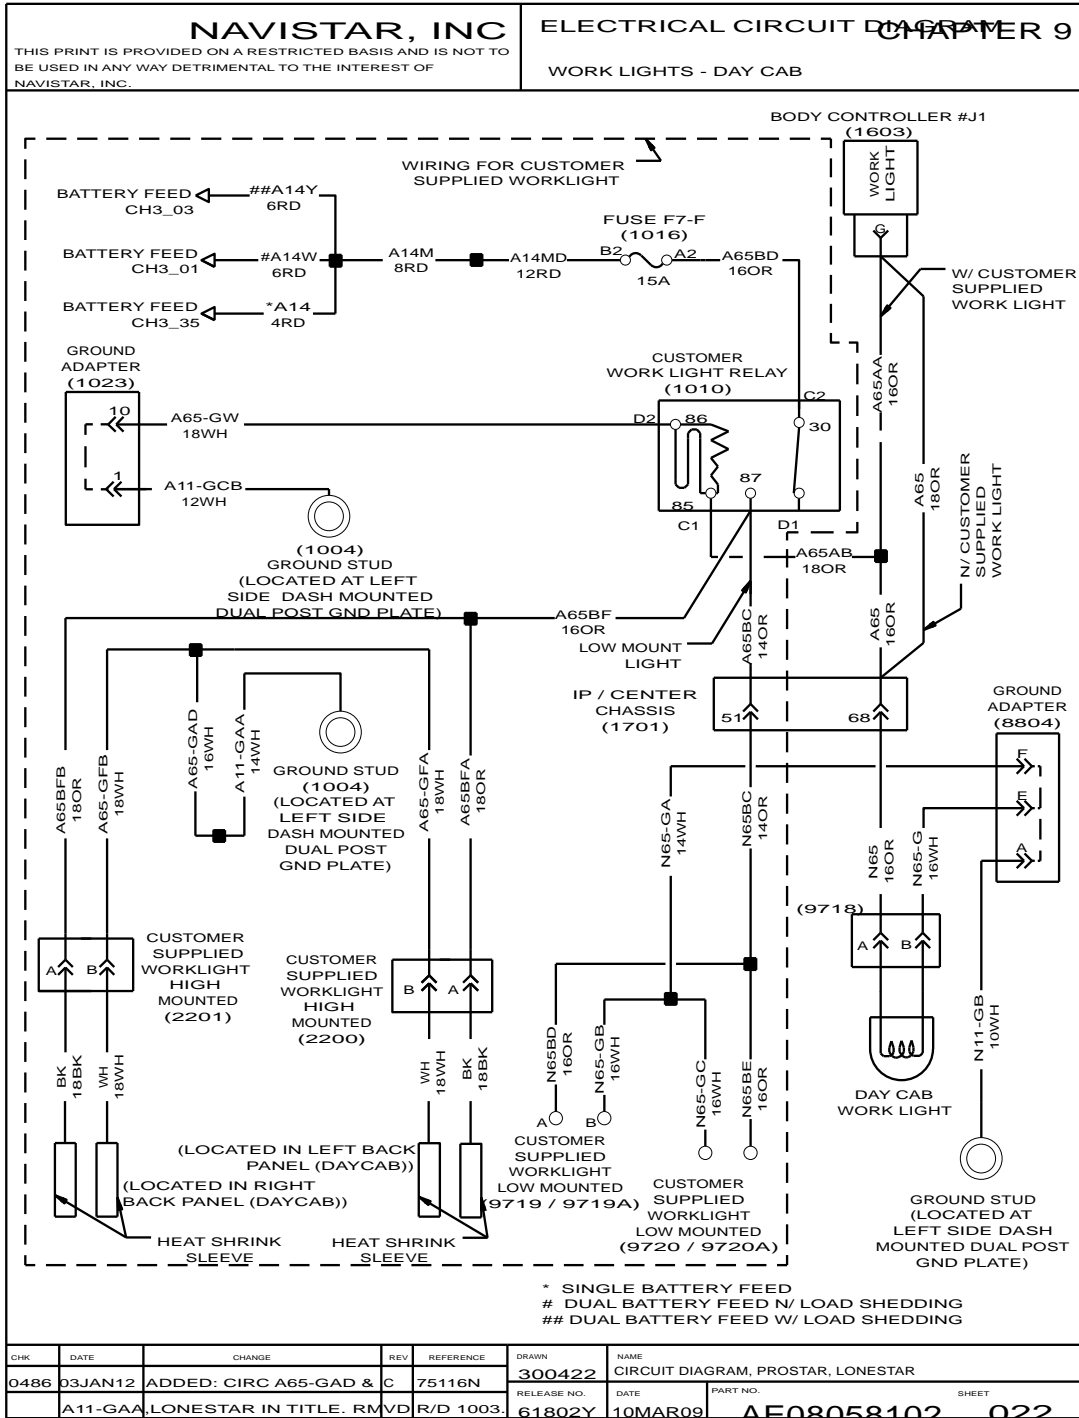 NAVISTAR, INC
THIS PRINT IS PROVIDED ON A RESTRICTED BASIS AND IS NOT TO
BE USED IN ANY WAY DETRIMENTAL TO THE INTEREST OF
NAVISTAR, INC.
ELECTRICAL CIRCUIT DIAGRAM
CHAPTER 9
WORK LIGHTS - DAY CAB
BODY CONTROLLER #J1
(1603)
WORK
LIGHT
G
WIRING FOR CUSTOMER
SUPPLIED WORKLIGHT
BATTERY FEED
CH3_03
##A14Y
6RD
BATTERY FEED
CH3_01
#A14W
6RD
A14M
8RD
A14MD
12RD
FUSE F7-F
(1016)
B2
A2
15A
A65BD
16OR
BATTERY FEED
CH3_35
*A14
4RD
W/ CUSTOMER
SUPPLIED
WORK LIGHT
GROUND
ADAPTER
(1023)
10
1
A65-GW
18WH
A11-GCB
12WH
CUSTOMER
WORK LIGHT RELAY
(1010)
C2
D2
86
30
87
85
C1
D1
A65AA
16OR
A65
18OR
N/ CUSTOMER
SUPPLIED
WORK LIGHT
(1004)
GROUND STUD
(LOCATED AT LEFT
SIDE DASH MOUNTED
DUAL POST GND PLATE)
A65AB
18OR
A65BF
16OR
LOW MOUNT
LIGHT
A65BC
14OR
A65
16OR
IP / CENTER
CHASSIS
(1701)
51
68
GROUND
ADAPTER
(8804)
F
E
A
A65BFB
18OR
A65-GFB
18WH
A65-GAD
16WH
A11-GAA
14WH
GROUND STUD
(1004)
(LOCATED AT
LEFT SIDE
DASH MOUNTED
DUAL POST
GND PLATE)
A65-GFA
18WH
A65BFA
18OR
N65-GA
14WH
N65BC
14OR
N65
16OR
N65-G
16WH
(9718)
A
B
A
B
CUSTOMER
SUPPLIED
WORKLIGHT
HIGH
MOUNTED
(2201)
CUSTOMER
SUPPLIED
WORKLIGHT
HIGH
MOUNTED
(2200)
B
A
BK
18BK
WH
18WH
WH
18WH
BK
18BK
N65BD
16OR
N65-GB
16WH
N65-GC
16WH
N65BE
16OR
N11-GB
10WH
DAY CAB
WORK LIGHT
A
B
CUSTOMER
SUPPLIED
WORKLIGHT
LOW MOUNTED
(9719 / 9719A)
(LOCATED IN LEFT BACK
PANEL (DAYCAB))
(LOCATED IN RIGHT
BACK PANEL (DAYCAB))
HEAT SHRINK
SLEEVE
HEAT SHRINK
SLEEVE
CUSTOMER
SUPPLIED
WORKLIGHT
LOW MOUNTED
(9720 / 9720A)
GROUND STUD
(LOCATED AT
LEFT SIDE DASH
MOUNTED DUAL POST
GND PLATE)
* SINGLE BATTERY FEED
# DUAL BATTERY FEED N/ LOAD SHEDDING
## DUAL BATTERY FEED W/ LOAD SHEDDING
CHK DATE CHANGE REV REFERENCE
0486 03JAN12 ADDED: CIRC A65-GAD & C 75116N
A11-GAA,LONESTAR IN TITLE. RMVD R/D 1003.
DRAWN
300422
NAME
CIRCUIT DIAGRAM, PROSTAR, LONESTAR
RELEASE NO.
61802Y
DATE
10MAR09
PART NO.
AE08058102
SHEET
022